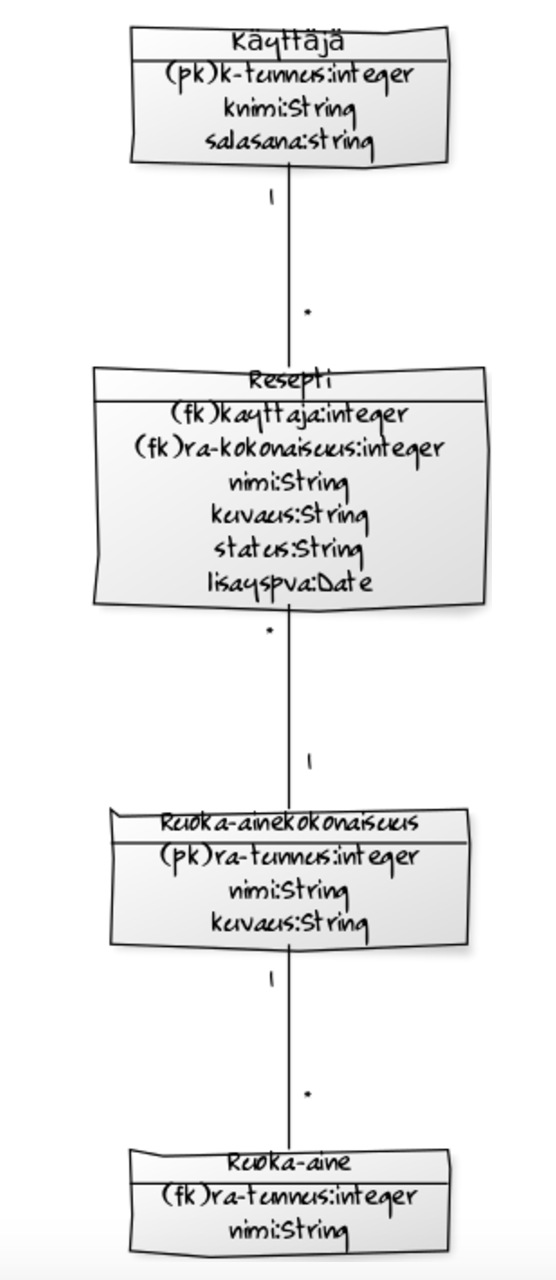 Käyttäjä
(pk)k-tunnus:integer
knimi:String
salasana:string
1
*
Resepti
(fk)kayttaja:integer
(fk)ra-kokonaisuus:integer
nimi:String
kuvaus:String
status:String
lisayspva:Date
*
1
Ruoka-ainekokonaisuus
(pk)ra-tunnus:integer
nimi:String
kuvaus:String
1
*
Ruoka-aine
(fk)ra-tunnus:integer
nimi:String